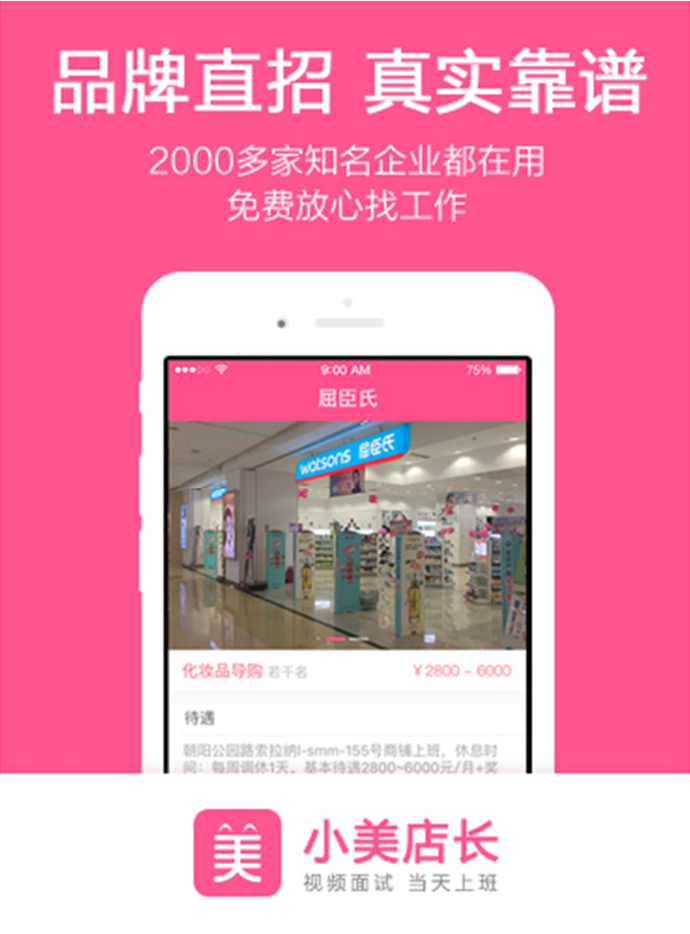 品牌直招 真实靠谱
2000多家知名企业都在用
免费放心找工作
9:00 AM
75%
屈臣氏
watsons 屈臣氏
化妆品导购 若干名
¥2800 ~ 6000
待遇
朝阳公园路索拉纳I-smm-155号商铺上班，休息时
间：每周调休1天。基本待遇2800~6000元/月+奖
美
小美店长
视频面试 当天上班